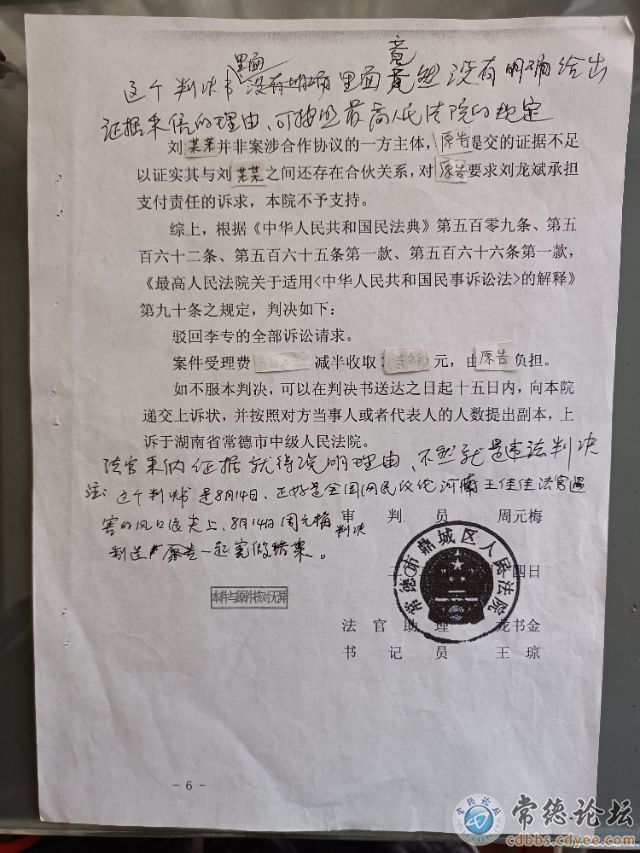 里面
竟
这个判决书没有明确里面竟然没有明确给出
证据采信的理由、可按照最高人民法院的规定
刘某某并非案涉合作协议的一方主体，原告提交的证据不足
以证实其与刘某某之间还存在合伙关系，对原告要求刘龙斌承担
支付责任的诉求，本院不予支持。
综上，根据《中华人民共和国民法典》第五百零九条、第五
百六十二条、第五百六十五条第一款、第五百六十六条第一款，
《最高人民法院关于适用<中华人民共和国民事诉讼法>的解释》
第九十条之规定，判决如下：
驳回李专的全部诉讼请求。
案件受理费 减半收取 元，由原告负担。
如不服本判决，可以在判决书送达之日起十五日内，向本院
递交上诉状，并按照对方当事人或者代表人的人数提出副本，上
诉于湖南省常德市中级人民法院。
法官采纳证据就得说明理由、不然就是违法判决
注：这个判决书是8月14日、正好是全国网民议论河南王佳佳法官遇
害的风口浪尖上、8月14日周元梅判决
制造 原告一起冤假错案。
审 判 员 周元梅
四日
常德市鼎城区人民法院
本件与原件核对无异
法 官 助 理 龙书金
书 记 员 王 琼
- 6 -
常德论坛
cdbbs.cdyee.com